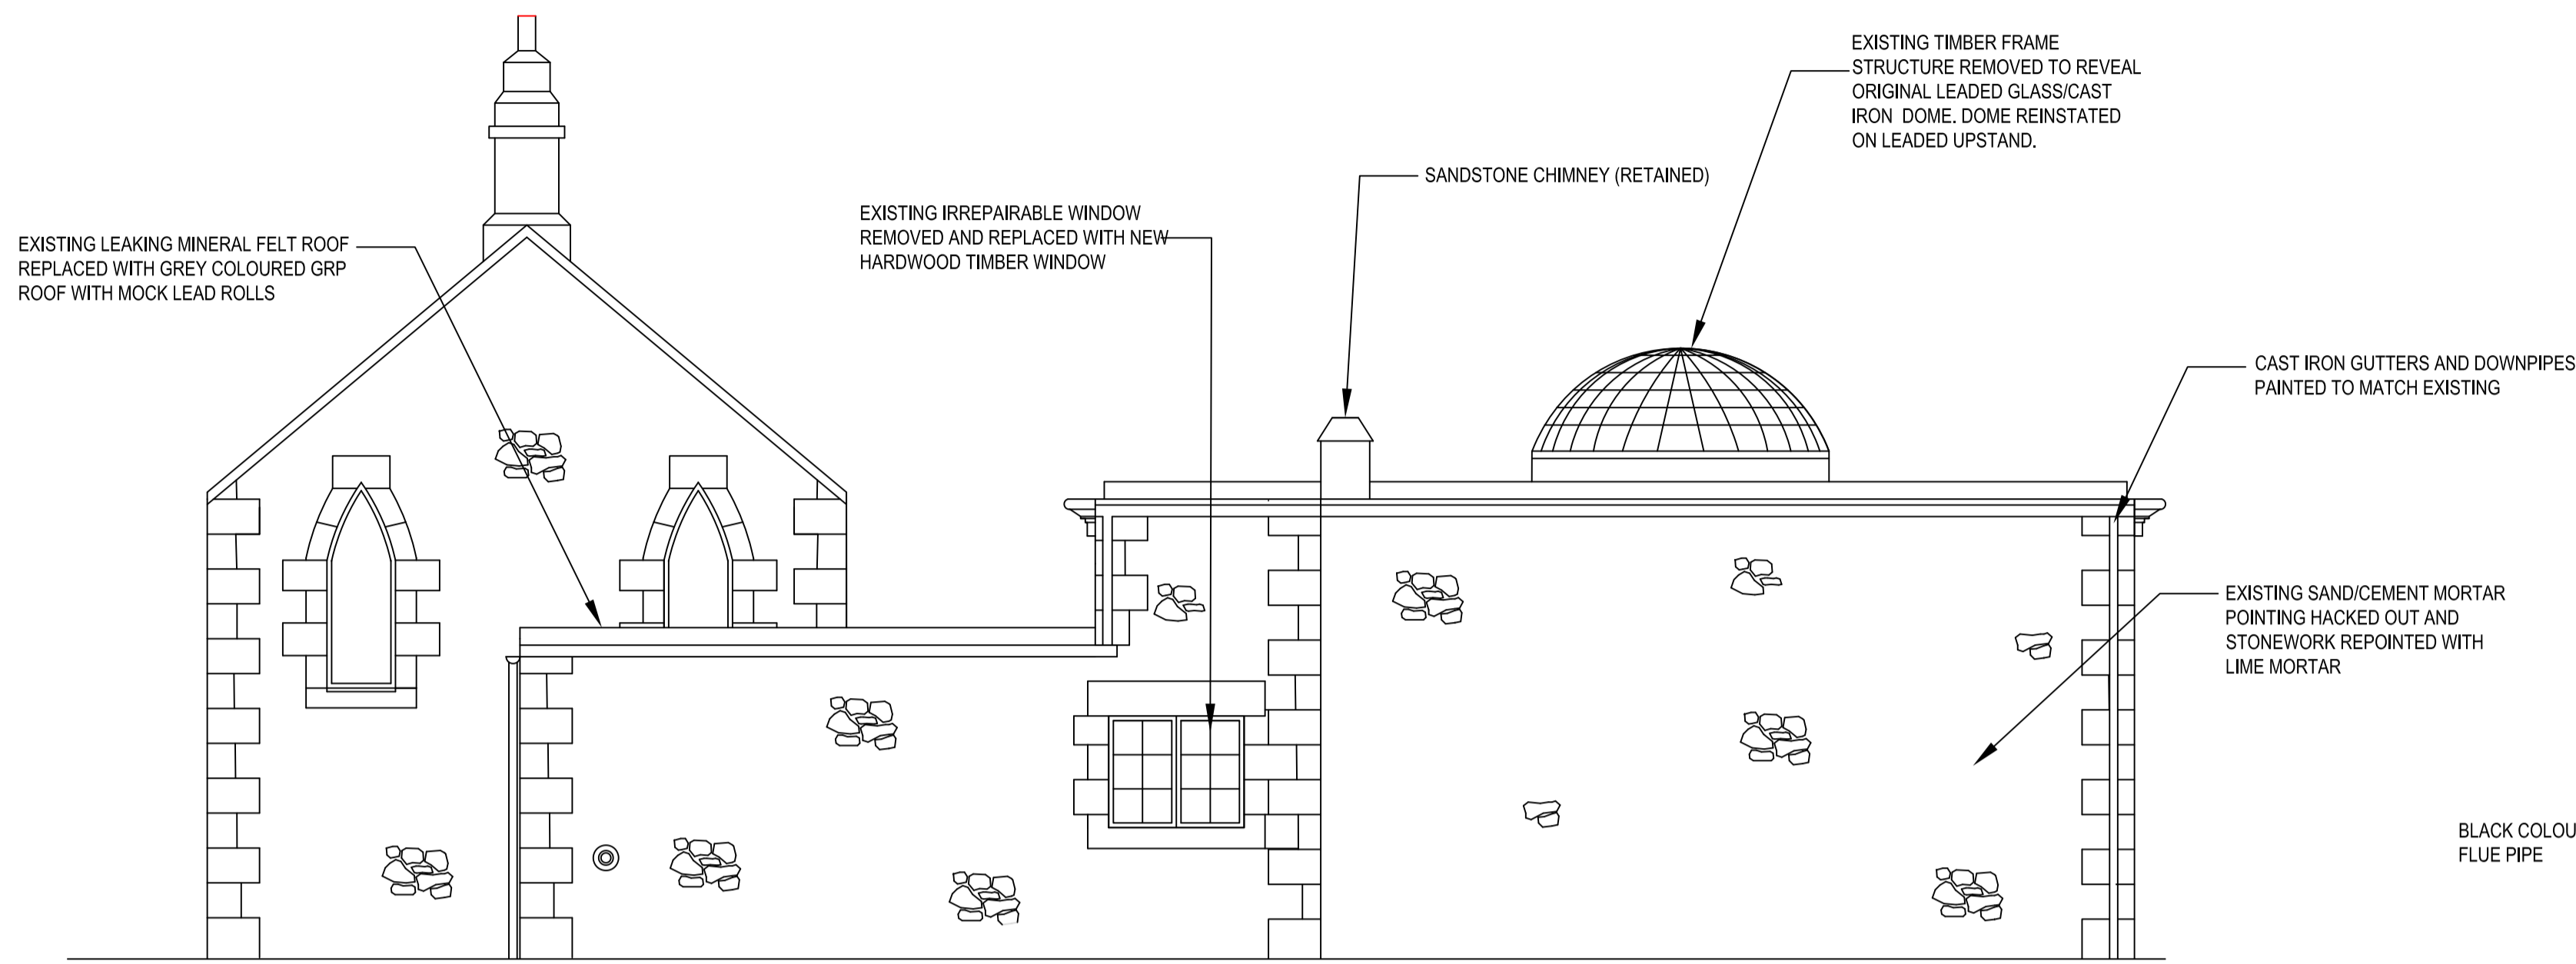 EXISTING TIMBER FRAME
STRUCTURE REMOVED TO REVEAL
ORIGINAL LEADED GLASS/CAST
IRON DOME. DOME REINSTATED
ON LEADED UPSTAND.
SANDSTONE CHIMNEY (RETAINED)
EXISTING IRREPAIRABLE WINDOW
REMOVED AND REPLACED WITH NEW
HARDWOOD TIMBER WINDOW
EXISTING LEAKING MINERAL FELT ROOF
REPLACED WITH GREY COLOURED GRP
ROOF WITH MOCK LEAD ROLLS
CAST IRON GUTTERS AND DOWNPIPES
PAINTED TO MATCH EXISTING
EXISTING SAND/CEMENT MORTAR
POINTING HACKED OUT AND
STONEWORK REPOINTED WITH
LIME MORTAR
BLACK COLOU
FLUE PIPE